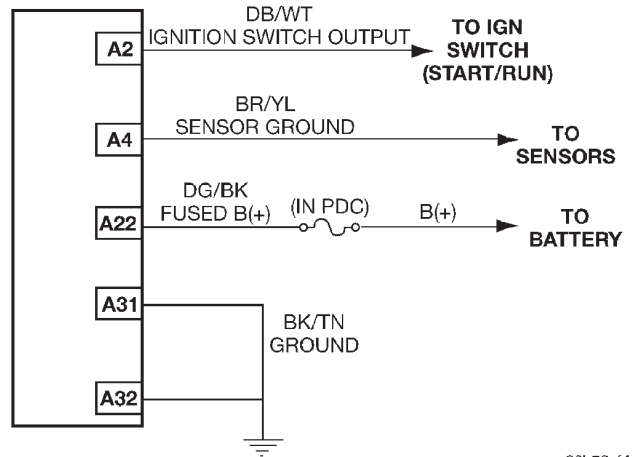 DB/WT
IGNITION SWITCH OUTPUT
A2
TO IGN
SWITCH
(START/RUN)
BR/YL
SENSOR GROUND
A4
TO
SENSORS
DG/BK
FUSED B(+)
(IN PDC)
B(+)
A22
TO
BATTERY
A31
BK/TN
GROUND
A32